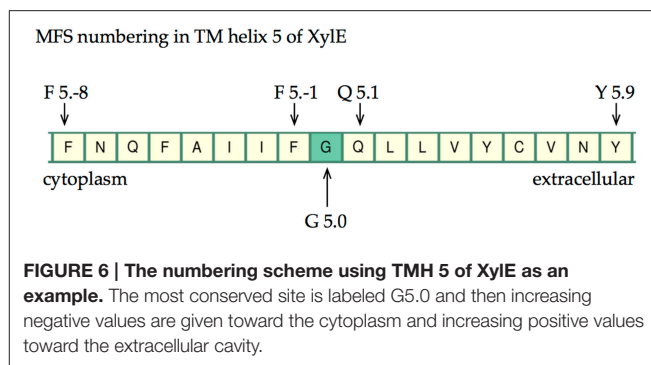 MFS numbering in TM helix 5 of XylE
F 5.-8 F 5.-1 Q 5.1 Y 5.9
F N Q F A I I F G Q L L V Y C V N Y
cytoplasm extracellular
G 5.0
FIGURE 6 | The numbering scheme using TMH 5 of XylE as an
example. The most conserved site is labeled G5.0 and then increasing
negative values are given toward the cytoplasm and increasing positive values
toward the extracellular cavity.